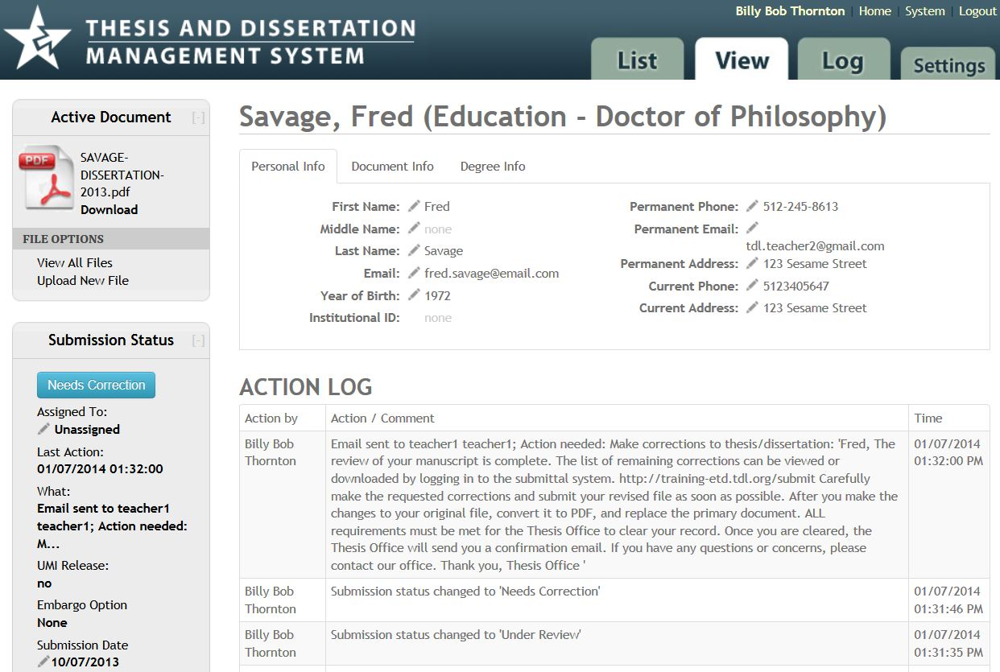 Billy Bob Thornton | Home | System | Logout
THESIS AND DISSERTATION
MANAGEMENT SYSTEM
List
View
Log
Settings
Active Document [-]
PDF
SAVAGE-
DISSERTATION-
2013.pdf
Download
FILE OPTIONS
View All Files
Upload New File
Submission Status [-]
Needs Correction
Assigned To:
Unassigned
Last Action:
01/07/2014 01:32:00
What:
Email sent to teacher1
teacher1; Action needed:
M...
UMI Release:
no
Embargo Option
None
Submission Date
10/07/2013
Savage, Fred (Education - Doctor of Philosophy)
Personal Info
Document Info
Degree Info
First Name: Fred
Middle Name: none
Last Name: Savage
Email: fred.savage@email.com
Year of Birth: 1972
Institutional ID: none
Permanent Phone: 512-245-8613
Permanent Email:
tdl.teacher2@gmail.com
Permanent Address: 123 Sesame Street
Current Phone: 5123405647
Current Address: 123 Sesame Street
ACTION LOG
Action by
Action / Comment
Time
Billy Bob
Thornton
Email sent to teacher1 teacher1; Action needed: Make corrections to thesis/dissertation: 'Fred, The
review of your manuscript is complete. The list of remaining corrections can be viewed or
downloaded by logging in to the submittal system. http://training-etd.tdl.org/submit Carefully
make the requested corrections and submit your revised file as soon as possible. After you make the
changes to your original file, convert it to PDF, and replace the primary document. ALL
requirements must be met for the Thesis Office to clear your record. Once you are cleared, the
Thesis Office will send you a confirmation email. If you have any questions or concerns, please
contact our office. Thank you, Thesis Office '
01/07/2014
01:32:00 PM
Billy Bob
Thornton
Submission status changed to 'Needs Correction'
01/07/2014
01:31:46 PM
Billy Bob
Thornton
Submission status changed to 'Under Review'
01/07/2014
01:31:35 PM